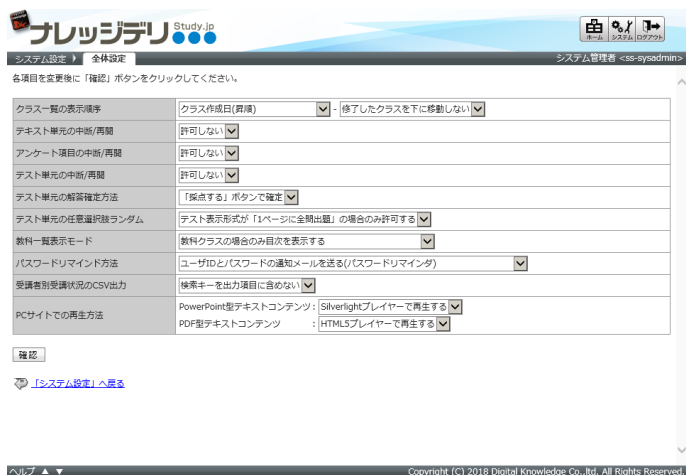 ナレッジデリ Study.jp
ホーム システム ログアウト
システム設定 》 全体設定 システム管理者 <ss-sysadmin>
各項目を変更後に「確認」ボタンをクリックしてください。
クラス一覧の表示順序 クラス作成日(昇順) - 修了したクラスを下に移動しない
テキスト単元の中断/再開 許可しない
アンケート項目の中断/再開 許可しない
テスト単元の中断/再開 許可しない
テスト単元の解答確定方法 「採点する」ボタンで確定
テスト単元の任意選択肢ランダム テスト表示形式が「1ページに全問出題」の場合のみ許可する
教科一覧表示モード 教科クラスの場合のみ目次を表示する
パスワードリマインド方法 ユーザIDとパスワードの通知メールを送る(パスワードリマインダ)
受講者別受講状況のCSV出力 検索キーを出力項目に含めない
PCサイトでの再生方法 PowerPoint型テキストコンテンツ: Silverlightプレイヤーで再生する
PDF型テキストコンテンツ : HTML5プレイヤーで再生する
確認
「システム設定」へ戻る
ヘルプ ▲ ▼ Copyright (C) 2018 Digital Knowledge Co.,ltd. All Rights Reserved.